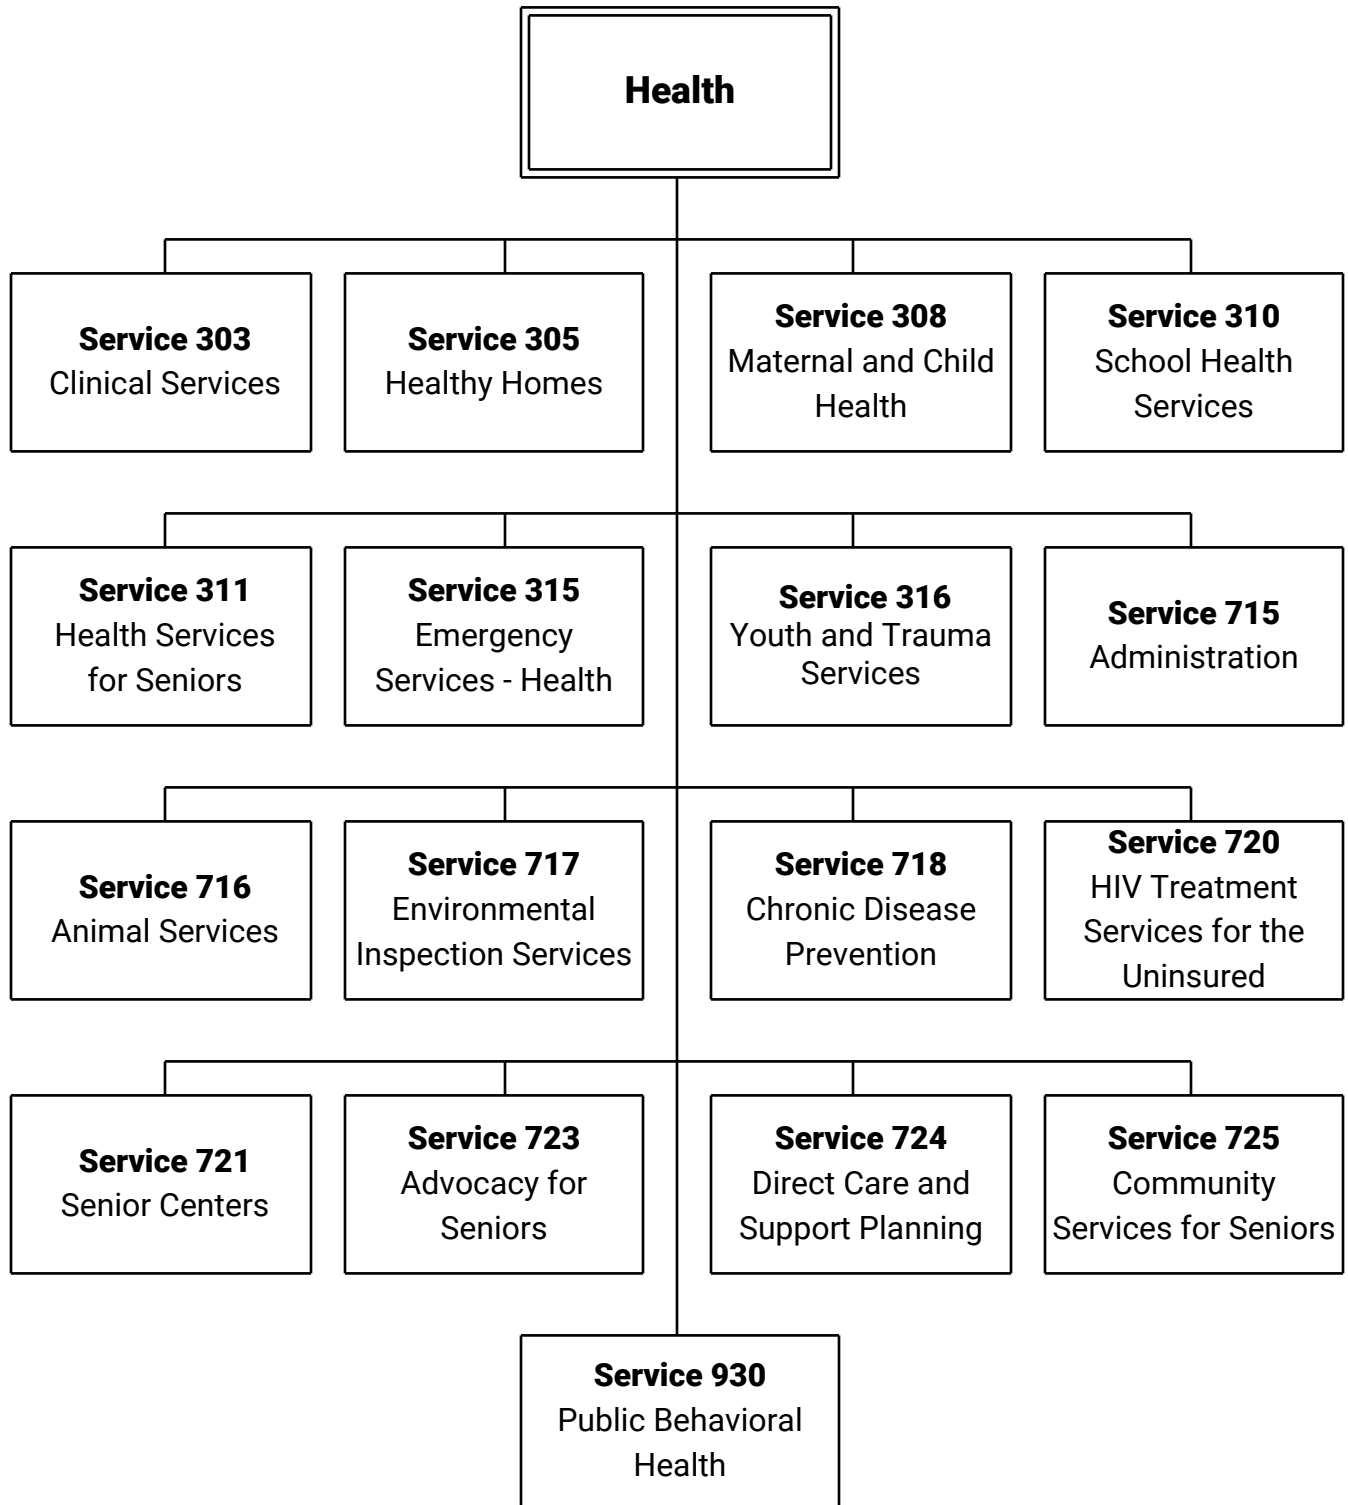 Health
Service 303
Clinical Services
Service 305
Healthy Homes
Service 308
Maternal and Child
Health
Service 310
School Health
Services
Service 311
Health Services
for Seniors
Service 315
Emergency
Services - Health
Service 316
Youth and Trauma
Services
Service 715
Administration
Service 716
Animal Services
Service 717
Environmental
Inspection Services
Service 718
Chronic Disease
Prevention
Service 720
HIV Treatment
Services for the
Uninsured
Service 721
Senior Centers
Service 723
Advocacy for
Seniors
Service 724
Direct Care and
Support Planning
Service 725
Community
Services for Seniors
Service 930
Public Behavioral
Health